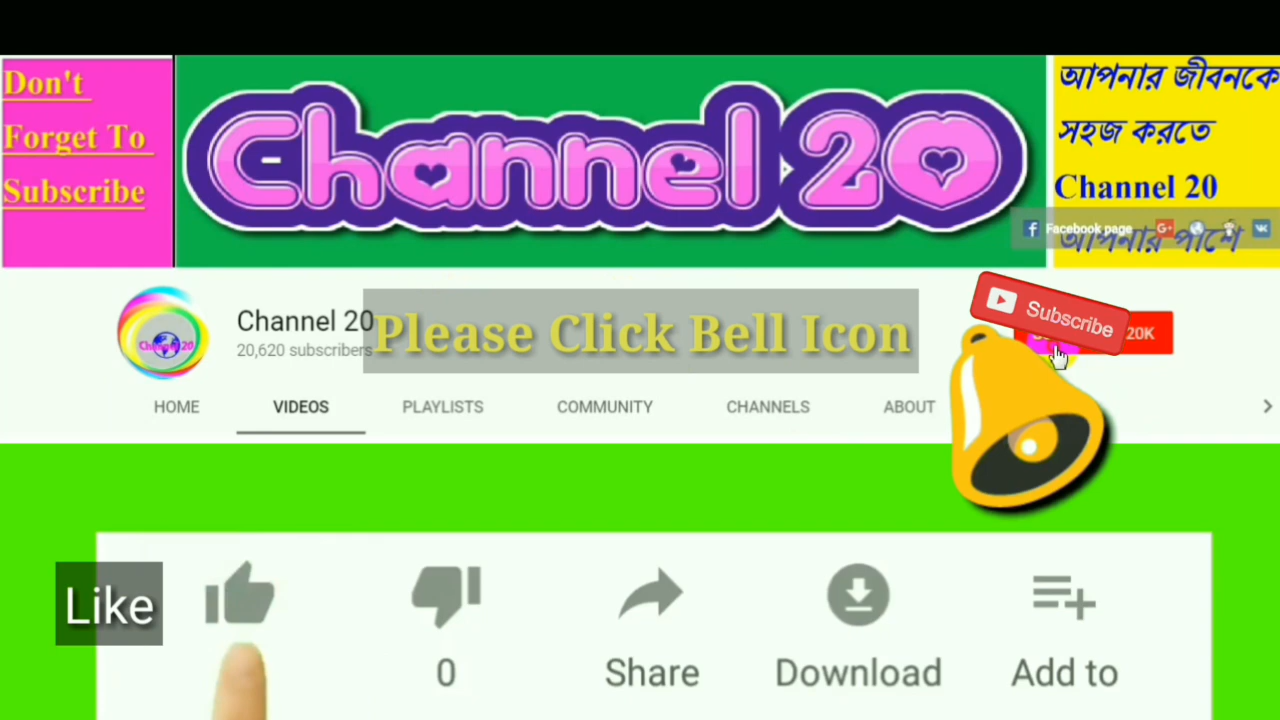 Don't
Forget To
Subscribe
Channel 20
আপনার জীবনকে
সহজ করতে
Channel 20
আপনার পাশে
Facebook page
Channel 20
Channel 20
20,620 subscribers
Please Click Bell Icon
Subscribe
20K
HOME
VIDEOS
PLAYLISTS
COMMUNITY
CHANNELS
ABOUT
Like
0
Share
Download
Add to